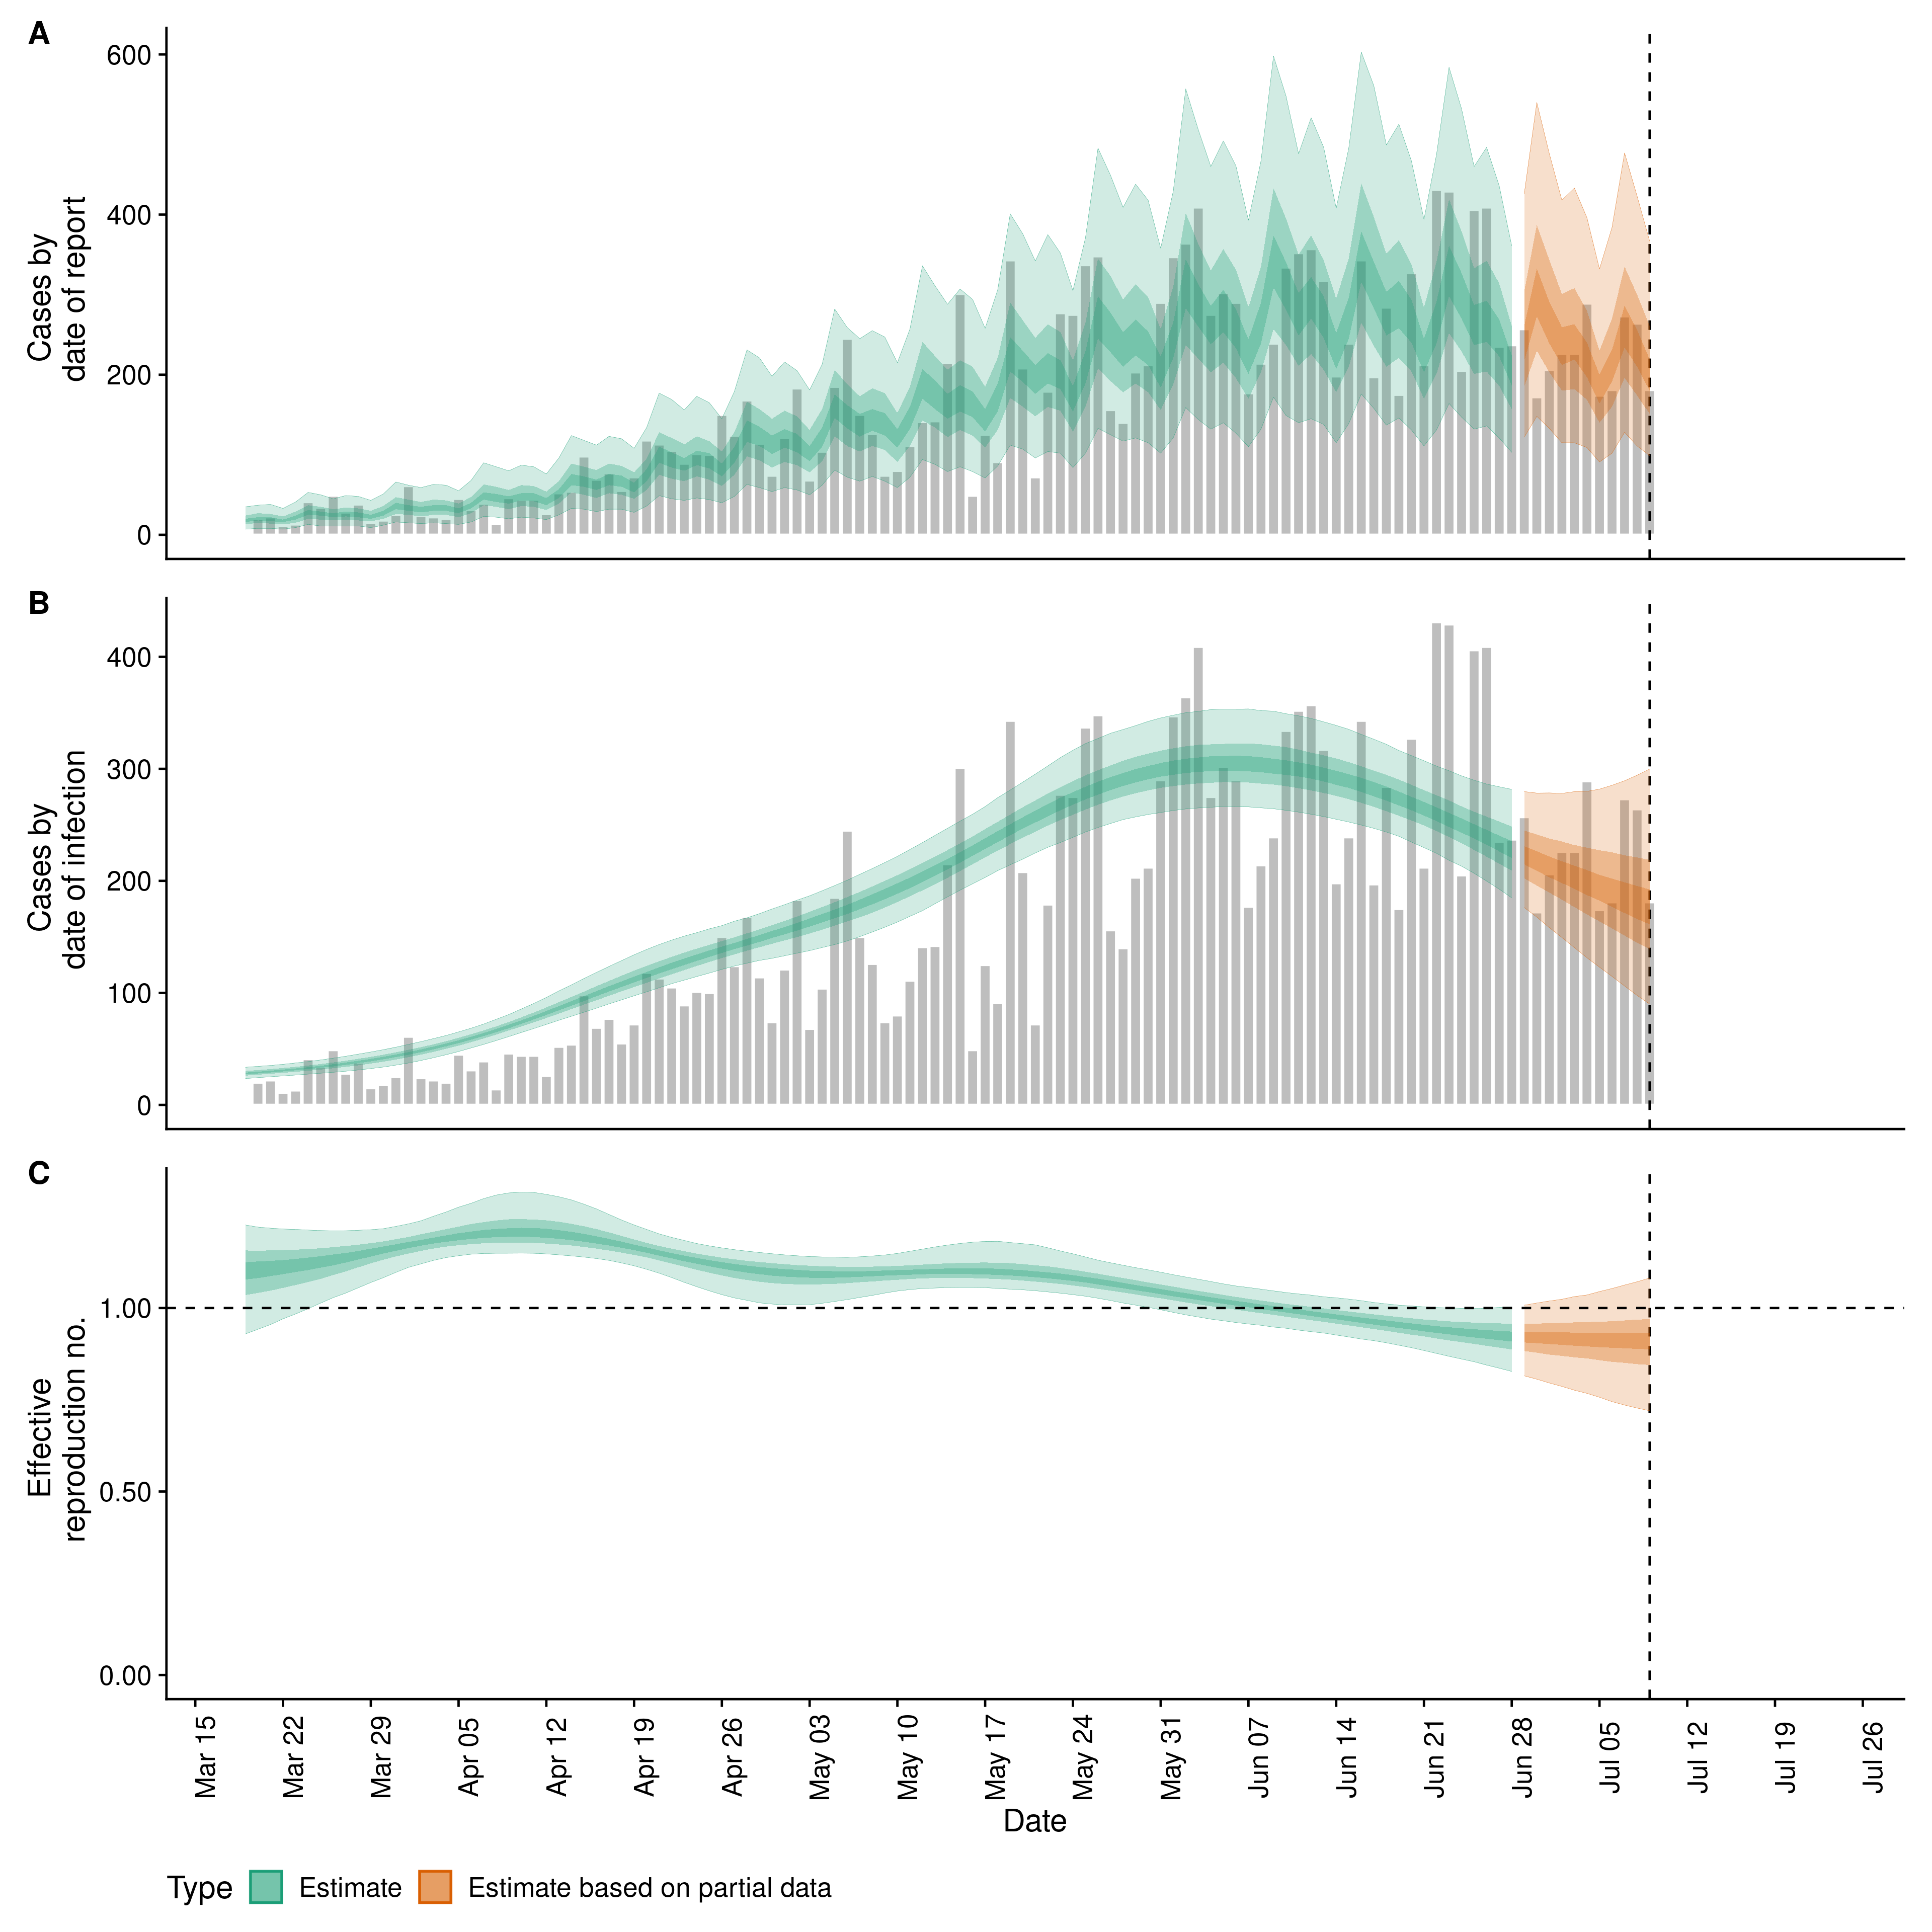 A
600
400
200
0
Cases by
date of report
B
400
300
200
100
0
Cases by
date of infection
C
1.00
0.50
0.00
Effective
reproduction no.
Mar 15
Mar 22
Mar 29
Apr 05
Apr 12
Apr 19
Apr 26
May 03
May 10
May 17
May 24
May 31
Jun 07
Jun 14
Jun 21
Jun 28
Jul 05
Jul 12
Jul 19
Jul 26
Date
Type Estimate Estimate based on partial data